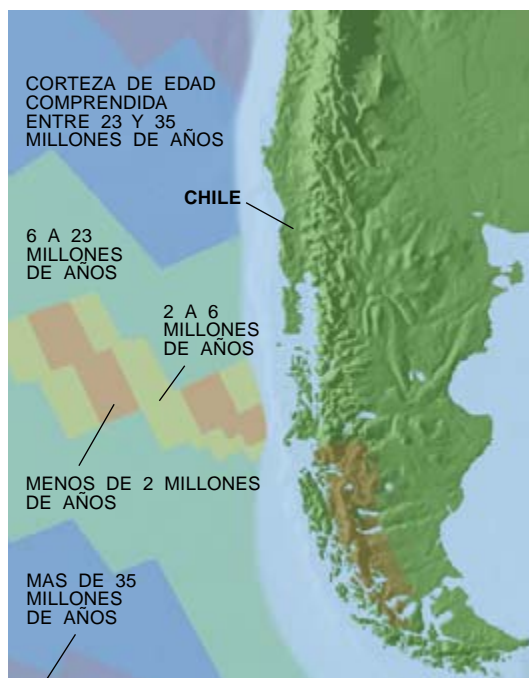 CORTEZA DE EDAD
COMPRENDIDA
ENTRE 23 Y 35
MILLONES DE AÑOS
CHILE
6 A 23
MILLONES
DE AÑOS
2 A 6
MILLONES
DE AÑOS
MENOS DE 2 MILLONES
DE AÑOS
MAS DE 35
MILLONES
DE AÑOS